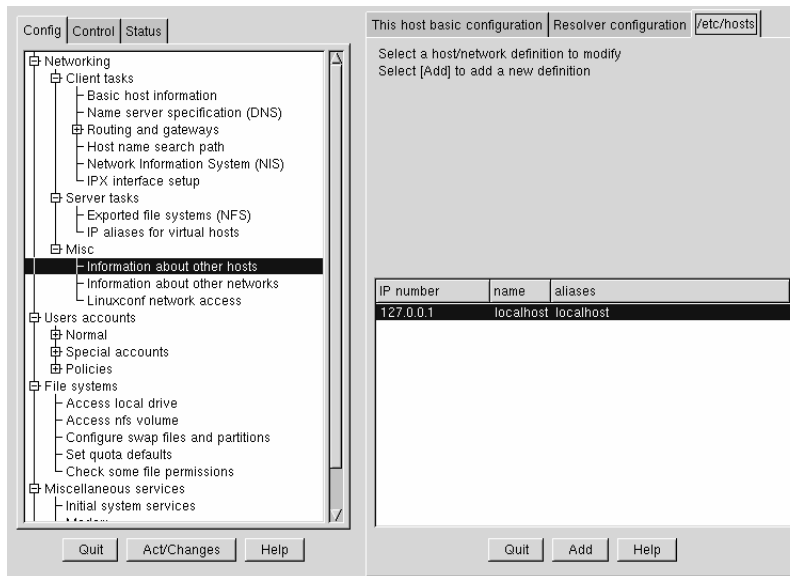 Config Control Status
Networking
Client tasks
Basic host information
Name server specification (DNS)
Routing and gateways
Host name search path
Network Information System (NIS)
IPX interface setup
Server tasks
Exported file systems (NFS)
IP aliases for virtual hosts
Misc
Information about other hosts
Information about other networks
Linuxconf network access
Users accounts
Normal
Special accounts
Policies
File systems
Access local drive
Access nfs volume
Configure swap files and partitions
Set quota defaults
Check some file permissions
Miscellaneous services
Initial system services
Quit Act/Changes Help
This host basic configuration Resolver configuration /etc/hosts
Select a host/network definition to modify
Select [Add] to add a new definition
IP number name aliases
127.0.0.1 localhost localhost
Quit Add Help